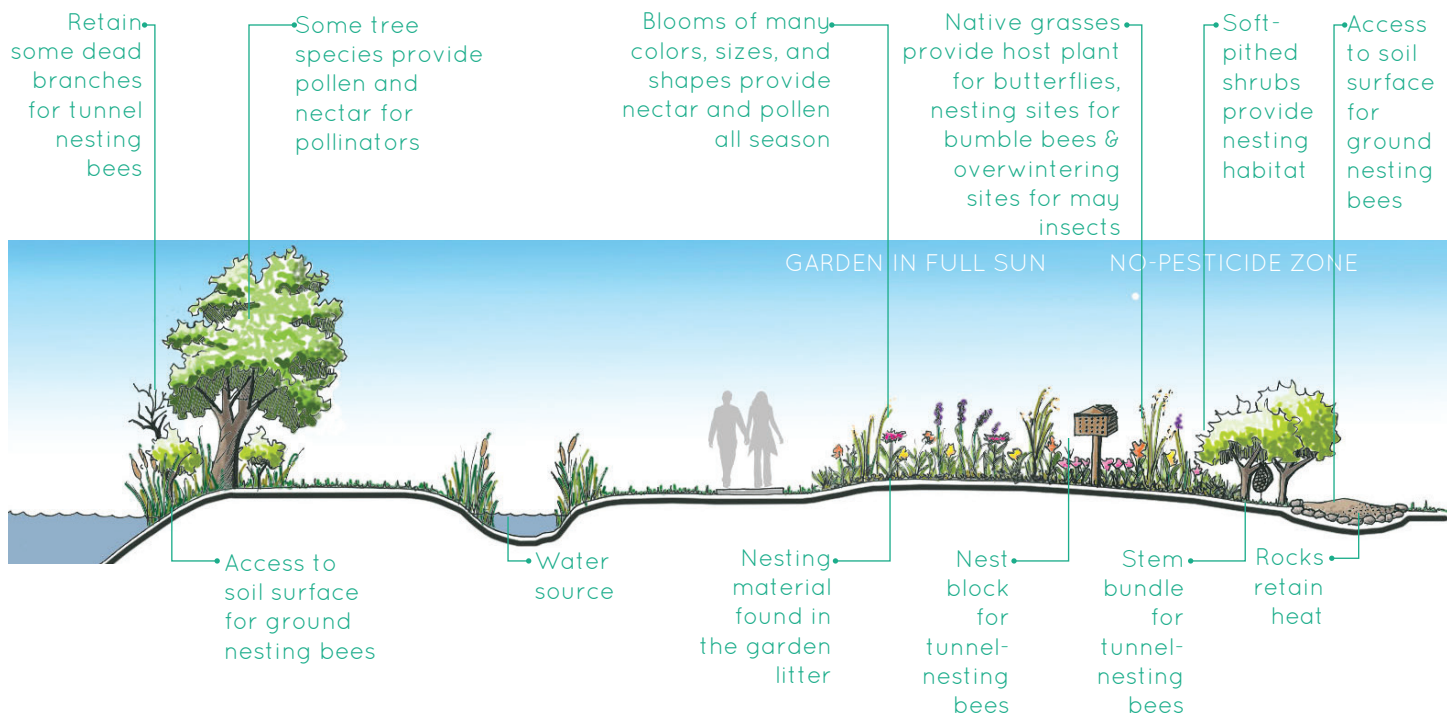 Retain
some dead
branches
for tunnel
nesting
bees
Some tree
species provide
pollen and
nectar for
pollinators
Blooms of many
colors, sizes, and
shapes provide
nectar and pollen
all season
Native grasses
provide host plant
for butterflies,
nesting sites for
bumble bees &
overwintering
sites for may
insects
Soft-
pithed
shrubs
provide
nesting
habitat
Access
to soil
surface
for
ground
nesting
bees
GARDEN IN FULL SUN
NO-PESTICIDE ZONE
Access to
soil surface
for ground
nesting bees
Water
source
Nesting
material
found in
the garden
litter
Nest
block
for
tunnel-
nesting
bees
Stem
bundle
for
tunnel-
nesting
bees
Rocks
retain
heat